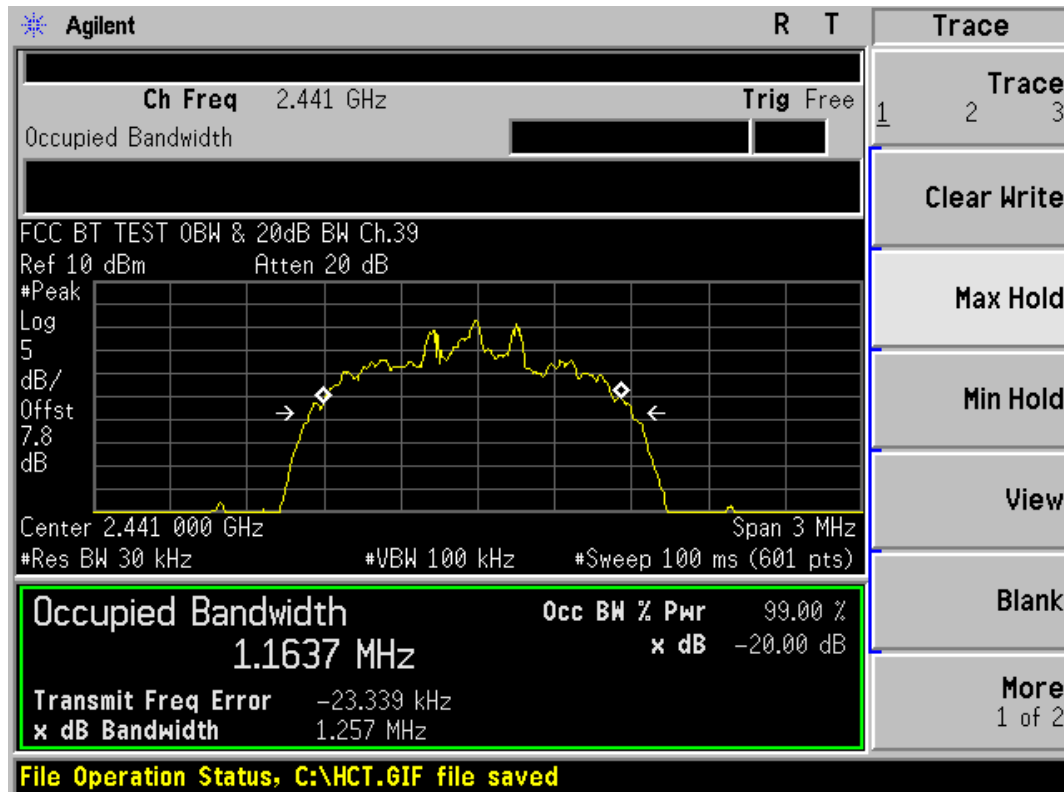 Agilent R T Trace
Ch Freq 2.441 GHz Trig Free
Occupied Bandwidth
Trace
1 2 3
Clear Write
Max Hold
Min Hold
View
Blank
More
1 of 2
FCC BT TEST OBW & 20dB BW Ch.39
Ref 10 dBm Atten 20 dB
#Peak
Log
5
dB/
Offst
7.8
dB
Center 2.441 000 GHz Span 3 MHz
#Res BW 30 kHz #VBW 100 kHz #Sweep 100 ms (601 pts)
Occupied Bandwidth Occ BW % Pwr 99.00 %
1.1637 MHz x dB -20.00 dB
Transmit Freq Error -23.339 kHz
x dB Bandwidth 1.257 MHz
File Operation Status, C:\HCT.GIF file saved